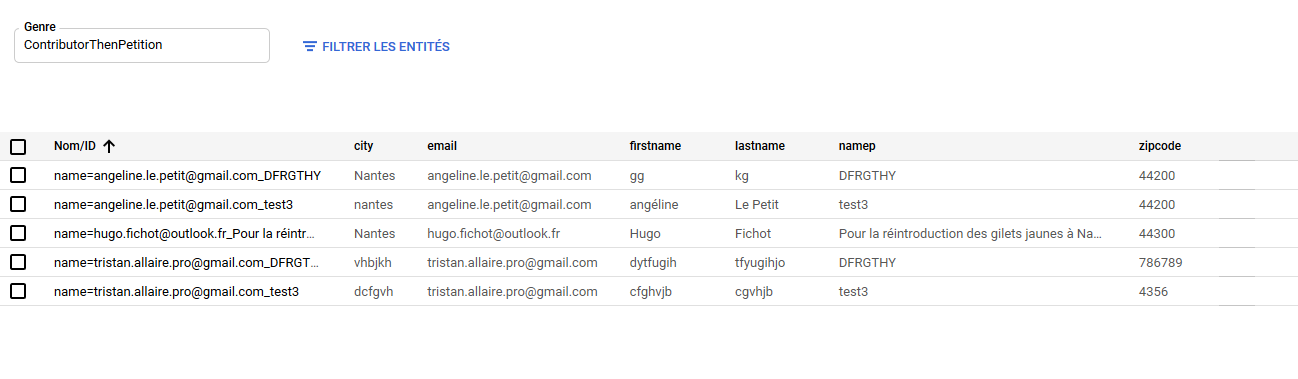 Genre
ContributorThenPetition
FILTRER LES ENTITÉS
Nom/ID city email firstname lastname namep zipcode
name=angeline.le.petit@gmail.com_DFRGTHY Nantes angeline.le.petit@gmail.com gg kg DFRGTHY 44200
name=angeline.le.petit@gmail.com_test3 nantes angeline.le.petit@gmail.com angéline Le Petit test3 44200
name=hugo.fichot@outlook.fr_Pour la réintr... Nantes hugo.fichot@outlook.fr Hugo Fichot Pour la réintroduction des gilets jaunes à Na... 44300
name=tristan.allaire.pro@gmail.com_DFRGT... vhbjkh tristan.allaire.pro@gmail.com dytfugih tfyugihjo DFRGTHY 786789
name=tristan.allaire.pro@gmail.com_test3 dcfgvh tristan.allaire.pro@gmail.com cfghvjb cgvhjb test3 4356